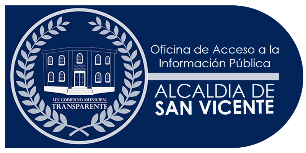 UN GOBIERNO MUNICIPAL
TRANSPARENTE
Oficina de Acceso a la
Información Pública
ALCALDIA DE
SAN VICENTE